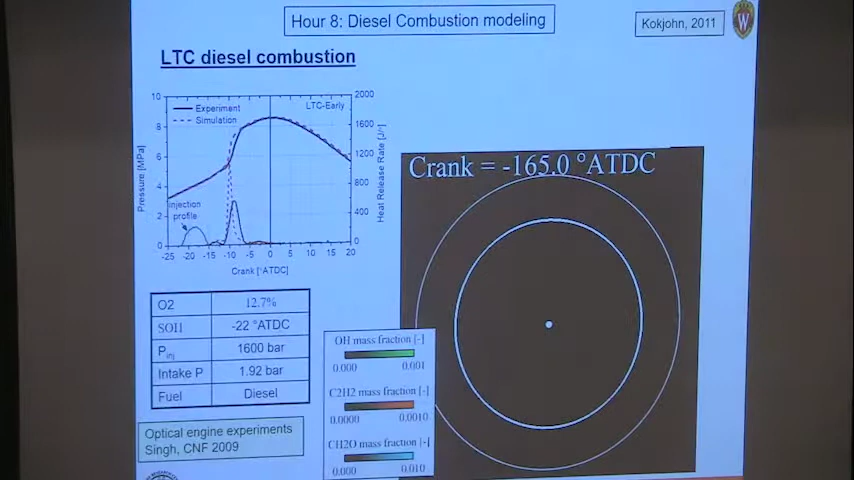 Hour 8: Diesel Combustion modeling
Kokjohn, 2011
W
LTC diesel combustion
Experiment
Simulation
LTC-Early
Pressure [MPa]
10
8
6
4
2
0
2000
1600
1200
800
400
0
injection
profile
-25 -20 -15 -10 -5 0 5 10 15 20
Crank [°ATDC]
Crank = -165.0 °ATDC
O2 12.7%
SOI -22 °ATDC
Pinj 1600 bar
Intake P 1.92 bar
Fuel Diesel
OH mass fraction [-]
0.000 0.001
C2H2 mass fraction [-]
0.0000 0.0010
CH2O mass fraction [-]
0.000 0.010
Optical engine experiments
Singh, CNF 2009